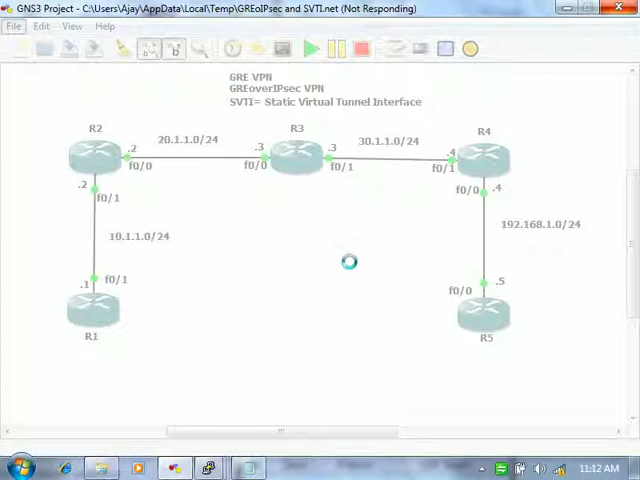 GNS3 Project - C:\Users\Ajay\AppData\Local\Temp\GREoIPsec and SVTI.net (Not Responding)
File Edit View Help
GRE VPN
GREoverIPsec VPN
SVTI= Static Virtual Tunnel Interface
R2 R3 R4
.2 20.1.1.0/24 .3 .3 30.1.1.0/24 .4
f0/0 f0/0 f0/1 f0/1
.2 f0/0 .4
f0/1
10.1.1.0/24 192.168.1.0/24
.1 f0/1 f0/0 .5
R1 R5
11:12 AM